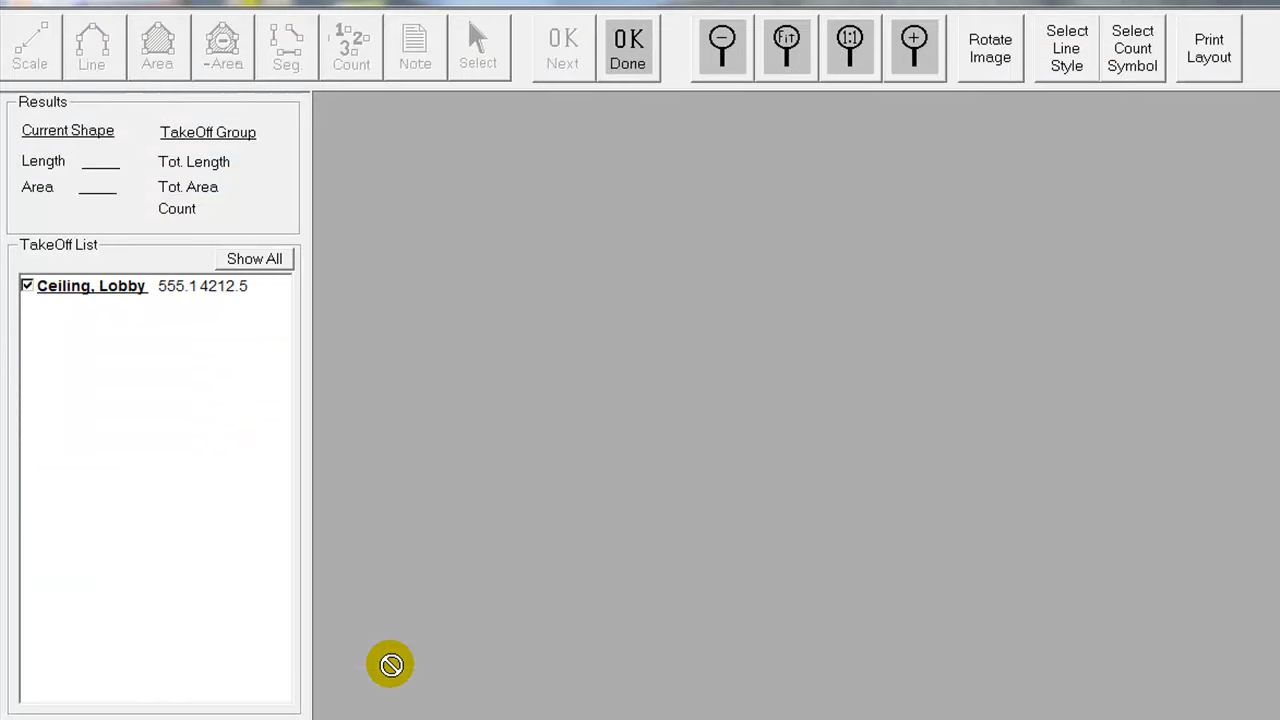 Scale
Line
Area
-Area
Seg.
1 2 3
Count
Note
Select
OK
Next
OK
Done
−
Fit
1:1
+
Rotate
Image
Select
Line
Style
Select
Count
Symbol
Print
Layout
Results
Current Shape
TakeOff Group
Length
Tot. Length
Area
Tot. Area
Count
TakeOff List
Show All
Ceiling, Lobby 555.1 4212.5